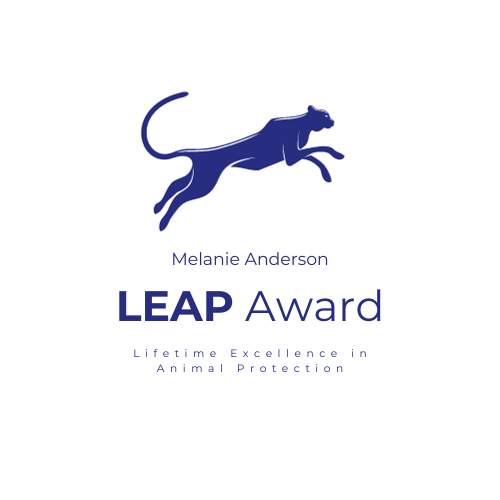 Melanie Anderson
LEAP Award
Lifetime Excellence in
Animal Protection